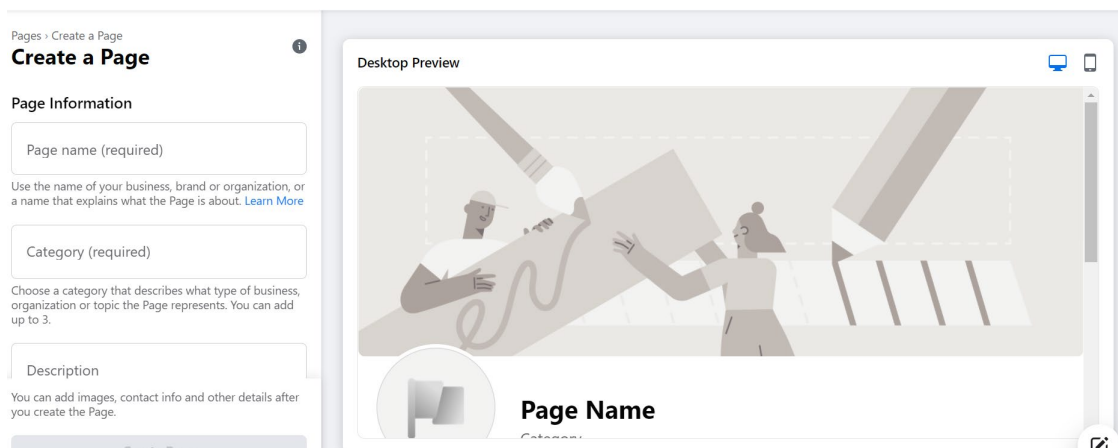 Pages › Create a Page
Create a Page
Page Information
Page name (required)
Use the name of your business, brand or organization, or
a name that explains what the Page is about. Learn More
Category (required)
Choose a category that describes what type of business,
organization or topic the Page represents. You can add
up to 3.
Description
You can add images, contact info and other details after
you create the Page.
Desktop Preview
Page Name
Category